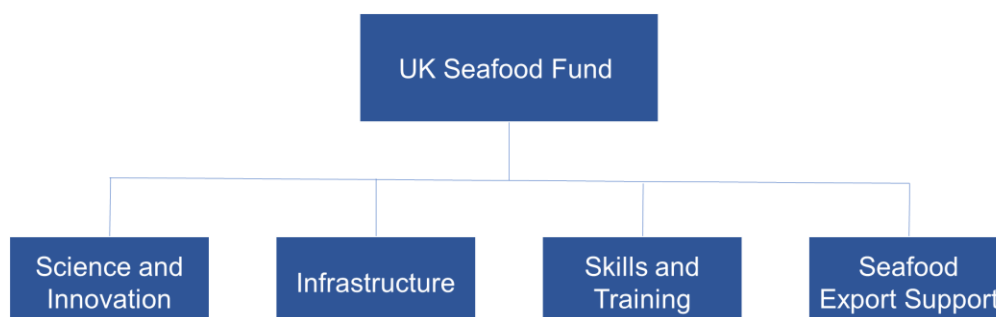 UK Seafood Fund
Science and
Innovation
Infrastructure
Skills and
Training
Seafood
Export Support